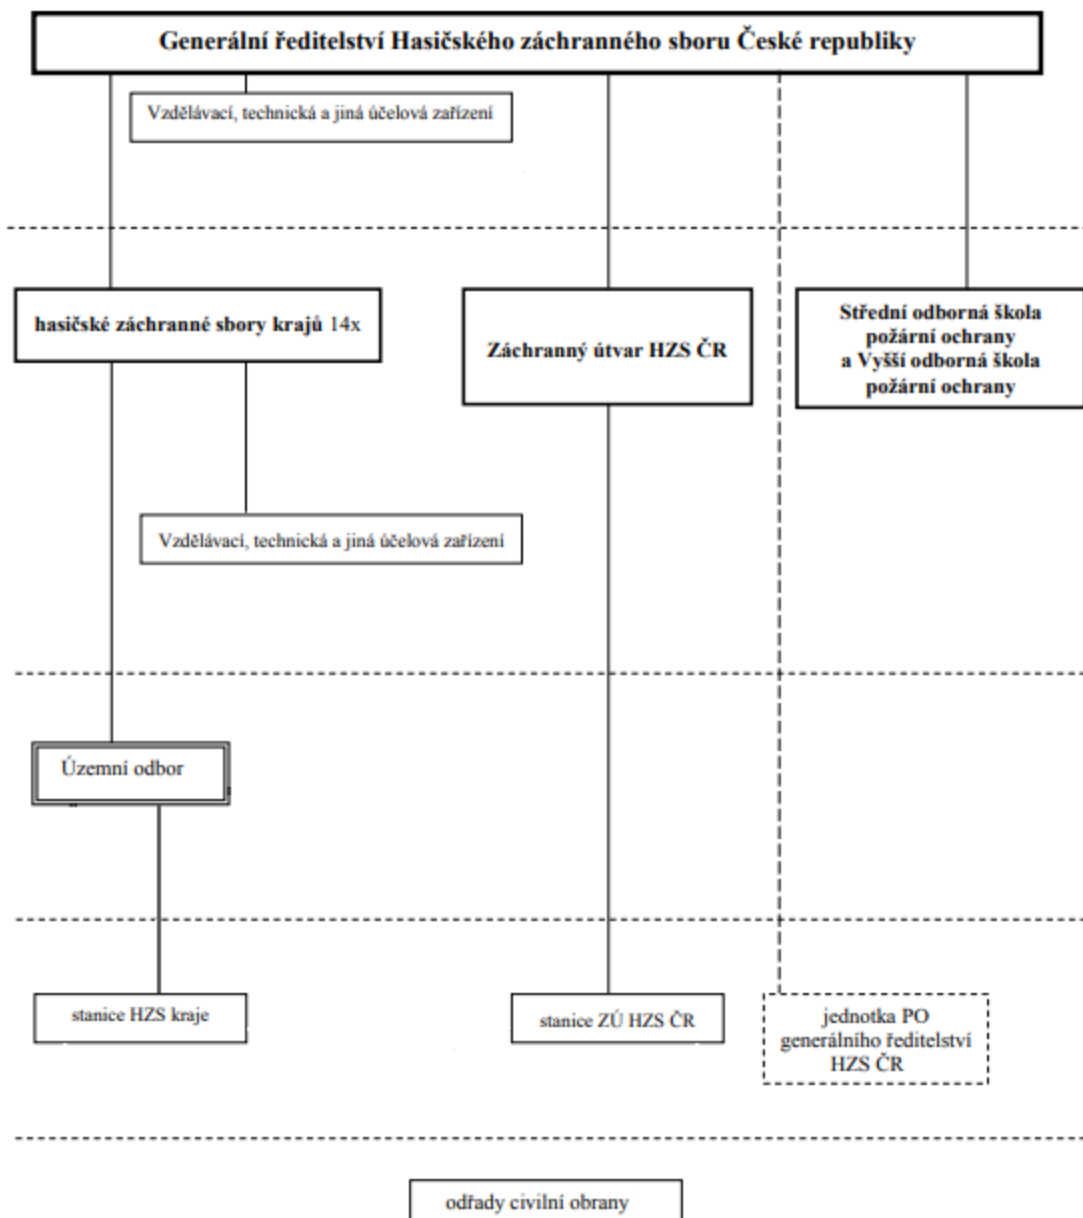 Generální ředitelství Hasičského záchranného sboru České republiky
Vzdělávací, technická a jiná účelová zařízení
hasičské záchranné sbory krajů 14x
Záchranný útvar HZS ČR
Střední odborná škola
požární ochrany
a Vyšší odborná škola
požární ochrany
Vzdělávací, technická a jiná účelová zařízení
Územní odbor
stanice HZS kraje
stanice ZÚ HZS ČR
jednotka PO
generálního ředitelství
HZS ČR
odřady civilní obrany